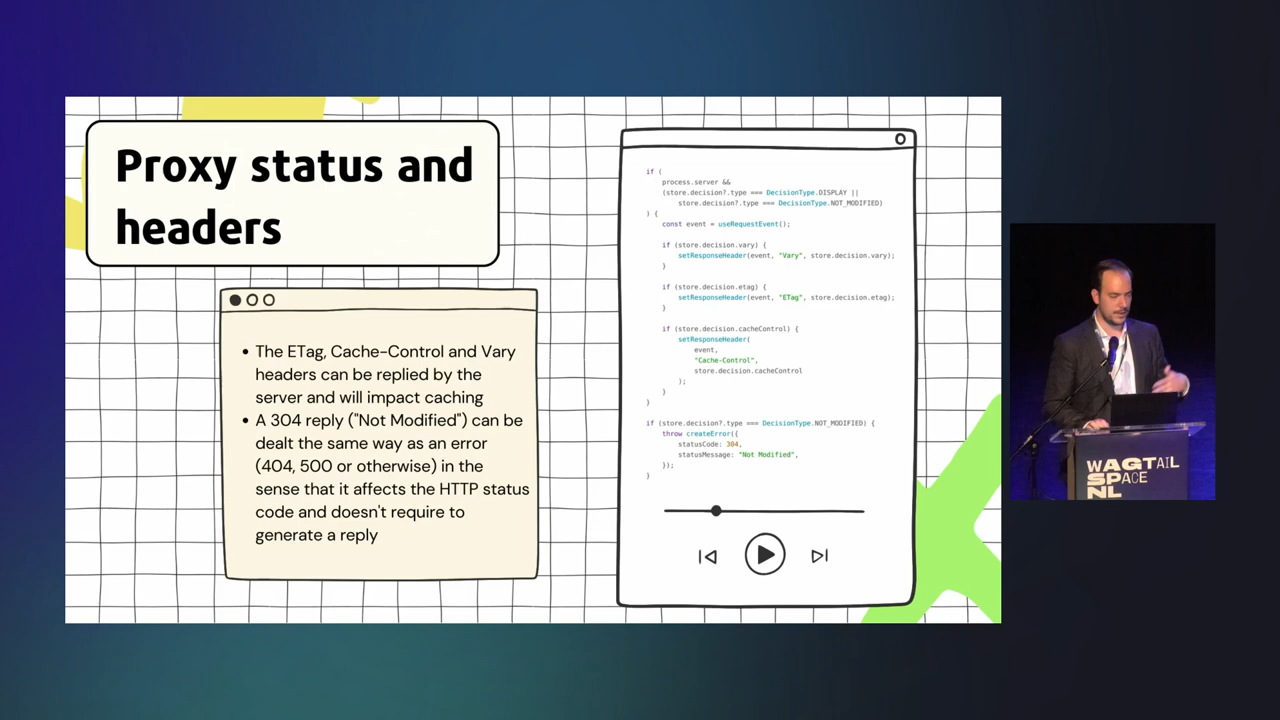 Proxy status and
headers
• The ETag, Cache-Control and Vary
headers can be replied by the
server and will impact caching
• A 304 reply ("Not Modified") can be
dealt the same way as an error
(404, 500 or otherwise) in the
sense that it affects the HTTP status
code and doesn't require to
generate a reply
if (
process.server &&
(store.decision?.type === DecisionType.DISPLAY ||
store.decision?.type === DecisionType.NOT_MODIFIED)
) {
const event = useRequestEvent();
if (store.decision.vary) {
setResponseHeader(event, "Vary", store.decision.vary);
}
if (store.decision.etag) {
setResponseHeader(event, "ETag", store.decision.etag);
}
if (store.decision.cacheControl) {
setResponseHeader(
event,
"Cache-Control",
store.decision.cacheControl
);
}
}
if (store.decision?.type === DecisionType.NOT_MODIFIED) {
throw createError({
statusCode: 304,
statusMessage: "Not Modified",
});
}
WAGTAIL
SPACE
NL